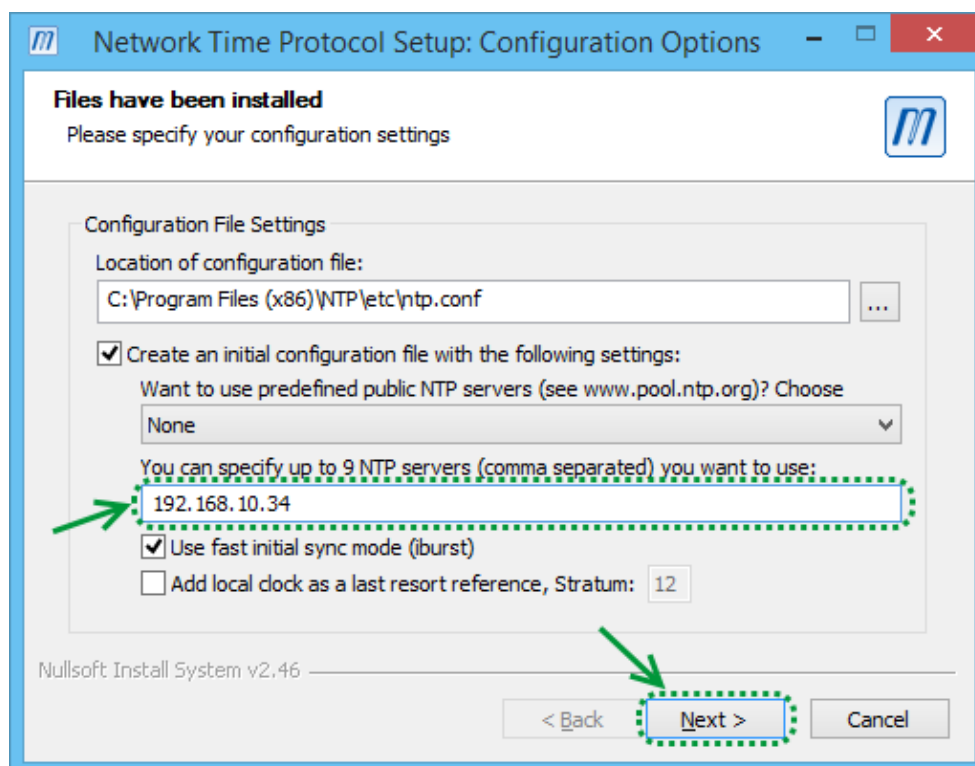 Network Time Protocol Setup: Configuration Options
Files have been installed
Please specify your configuration settings
Configuration File Settings
Location of configuration file:
C:\Program Files (x86)\NTP\etc\ntp.conf
...
Create an initial configuration file with the following settings:
Want to use predefined public NTP servers (see www.pool.ntp.org)? Choose
None
You can specify up to 9 NTP servers (comma separated) you want to use:
192.168.10.34
Use fast initial sync mode (iburst)
Add local clock as a last resort reference, Stratum: 12
Nullsoft Install System v2.46
< Back Next > Cancel